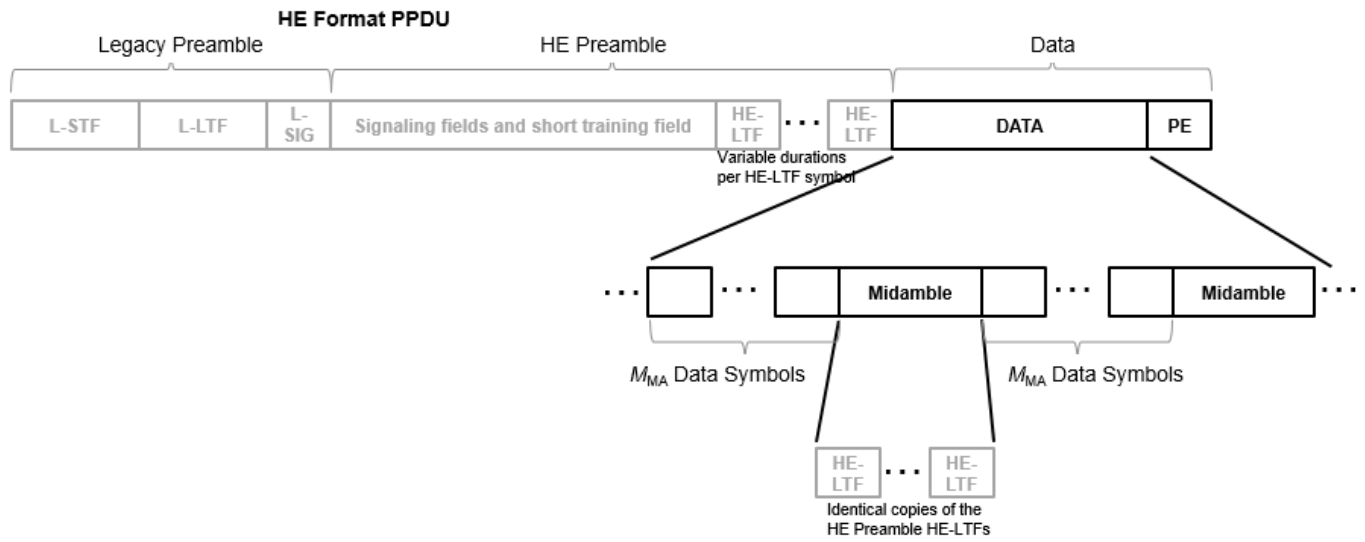 HE Format PPDU
Legacy Preamble
HE Preamble
Data
L-STF
L-LTF
L-
SIG
Signaling fields and short training field
HE-
LTF
...
HE-
LTF
DATA
PE
Variable durations
per HE-LTF symbol
...
...
Midamble
...
Midamble
...
MMA Data Symbols
MMA Data Symbols
HE-
LTF
...
HE-
LTF
Identical copies of the
HE Preamble HE-LTFs